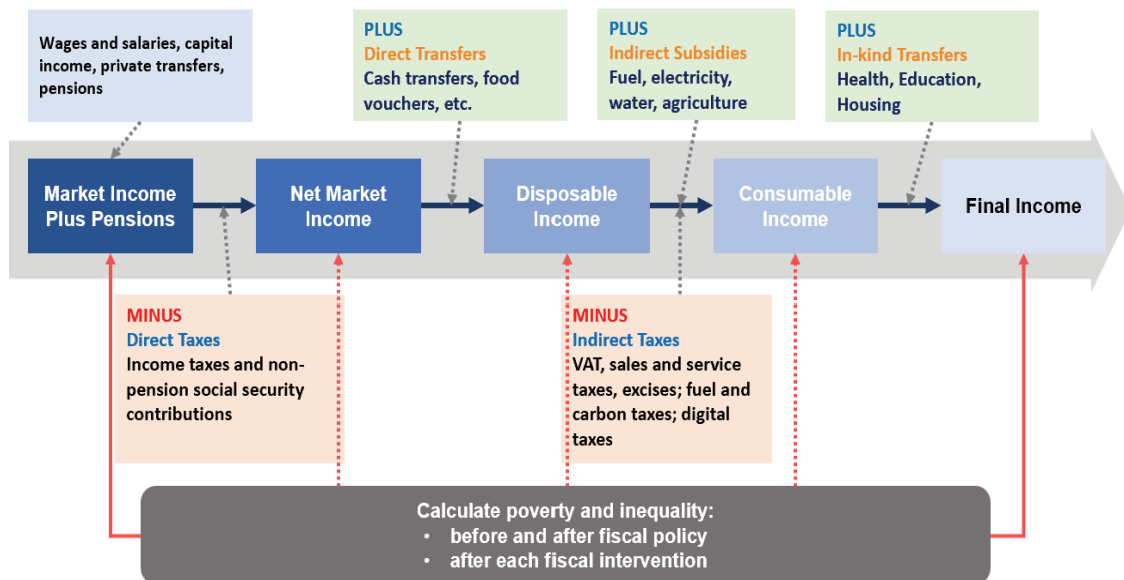 Wages and salaries, capital
income, private transfers,
pensions
PLUS
Direct Transfers
Cash transfers, food
vouchers, etc.
PLUS
Indirect Subsidies
Fuel, electricity,
water, agriculture
PLUS
In-kind Transfers
Health, Education,
Housing
Market Income
Plus Pensions
Net Market
Income
Disposable
Income
Consumable
Income
Final Income
MINUS
Direct Taxes
Income taxes and non-
pension social security
contributions
MINUS
Indirect Taxes
VAT, sales and service
taxes, excises; fuel and
carbon taxes; digital
taxes
Calculate poverty and inequality:
• before and after fiscal policy
• after each fiscal intervention